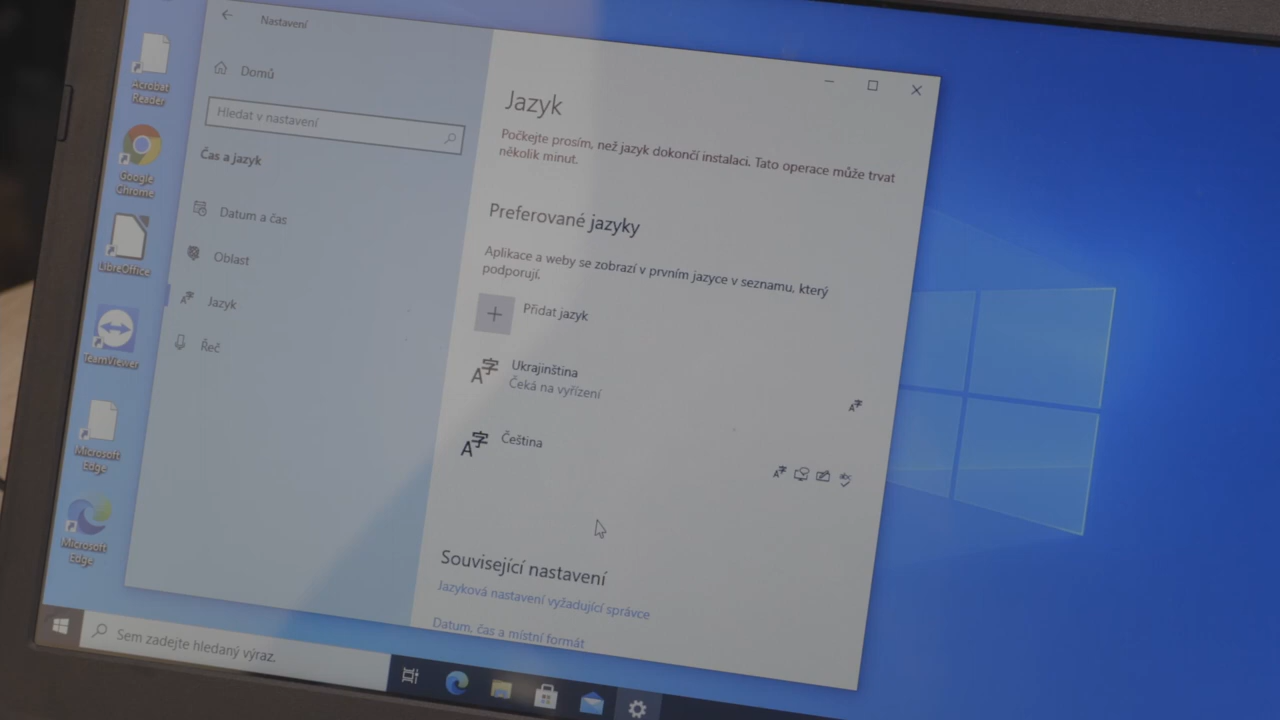 Nastavení
Domů
Hledat v nastavení
Čas a jazyk
Datum a čas
Oblast
Jazyk
Řeč
Jazyk
Počkejte prosím, než jazyk dokončí instalaci. Tato operace může trvat
několik minut.
Preferované jazyky
Aplikace a weby se zobrazí v prvním jazyce v seznamu, který
podporují.
Přidat jazyk
Ukrajinština
Čeká na vyřízení
Čeština
Související nastavení
Jazyková nastavení vyžadující správce
Datum, čas a místní formát
Acrobat
Reader
Google
Chrome
LibreOffice
TeamViewer
Microsoft
Edge
Microsoft
Edge
Sem zadejte hledaný výraz.